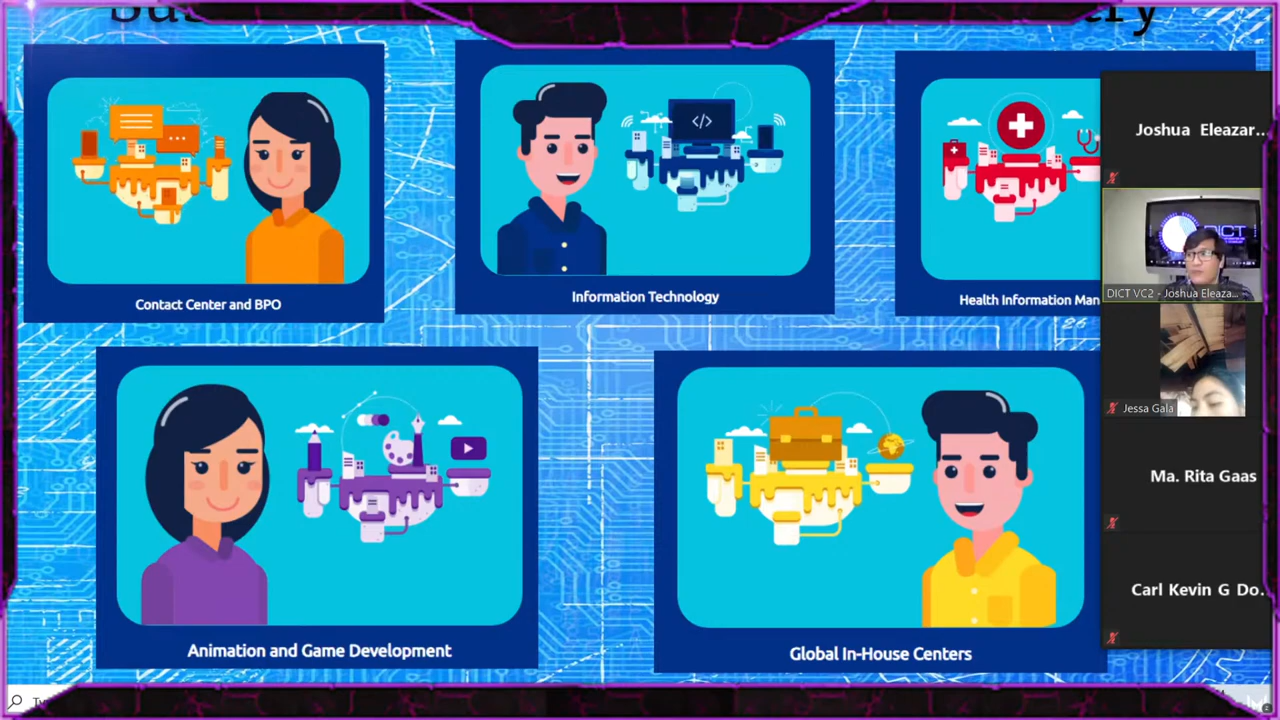 Contact Center and BPO
Information Technology
</>
Health Information Man
Animation and Game Development
Global In-House Centers
Joshua Eleazar...
DICT
DICT VC2 - Joshua Eleaza...
Jessa Gala
Ma. Rita Gaas
Carl Kevin G Do.